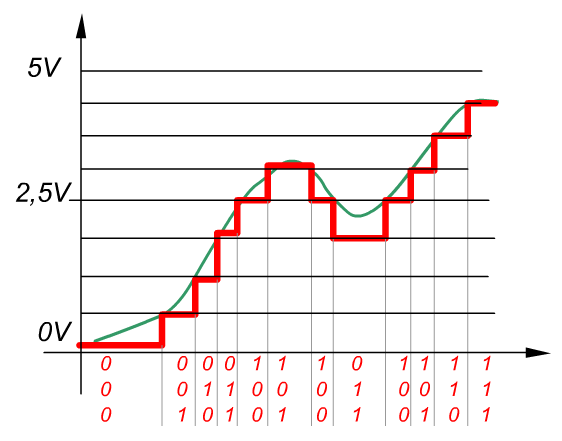 5V
2,5V
0V
0 0 0 0 1 1 1 0 1 1 1 1
0 0 1 1 0 0 0 1 0 0 1 1
0 1 0 1 0 1 0 1 0 1 0 1